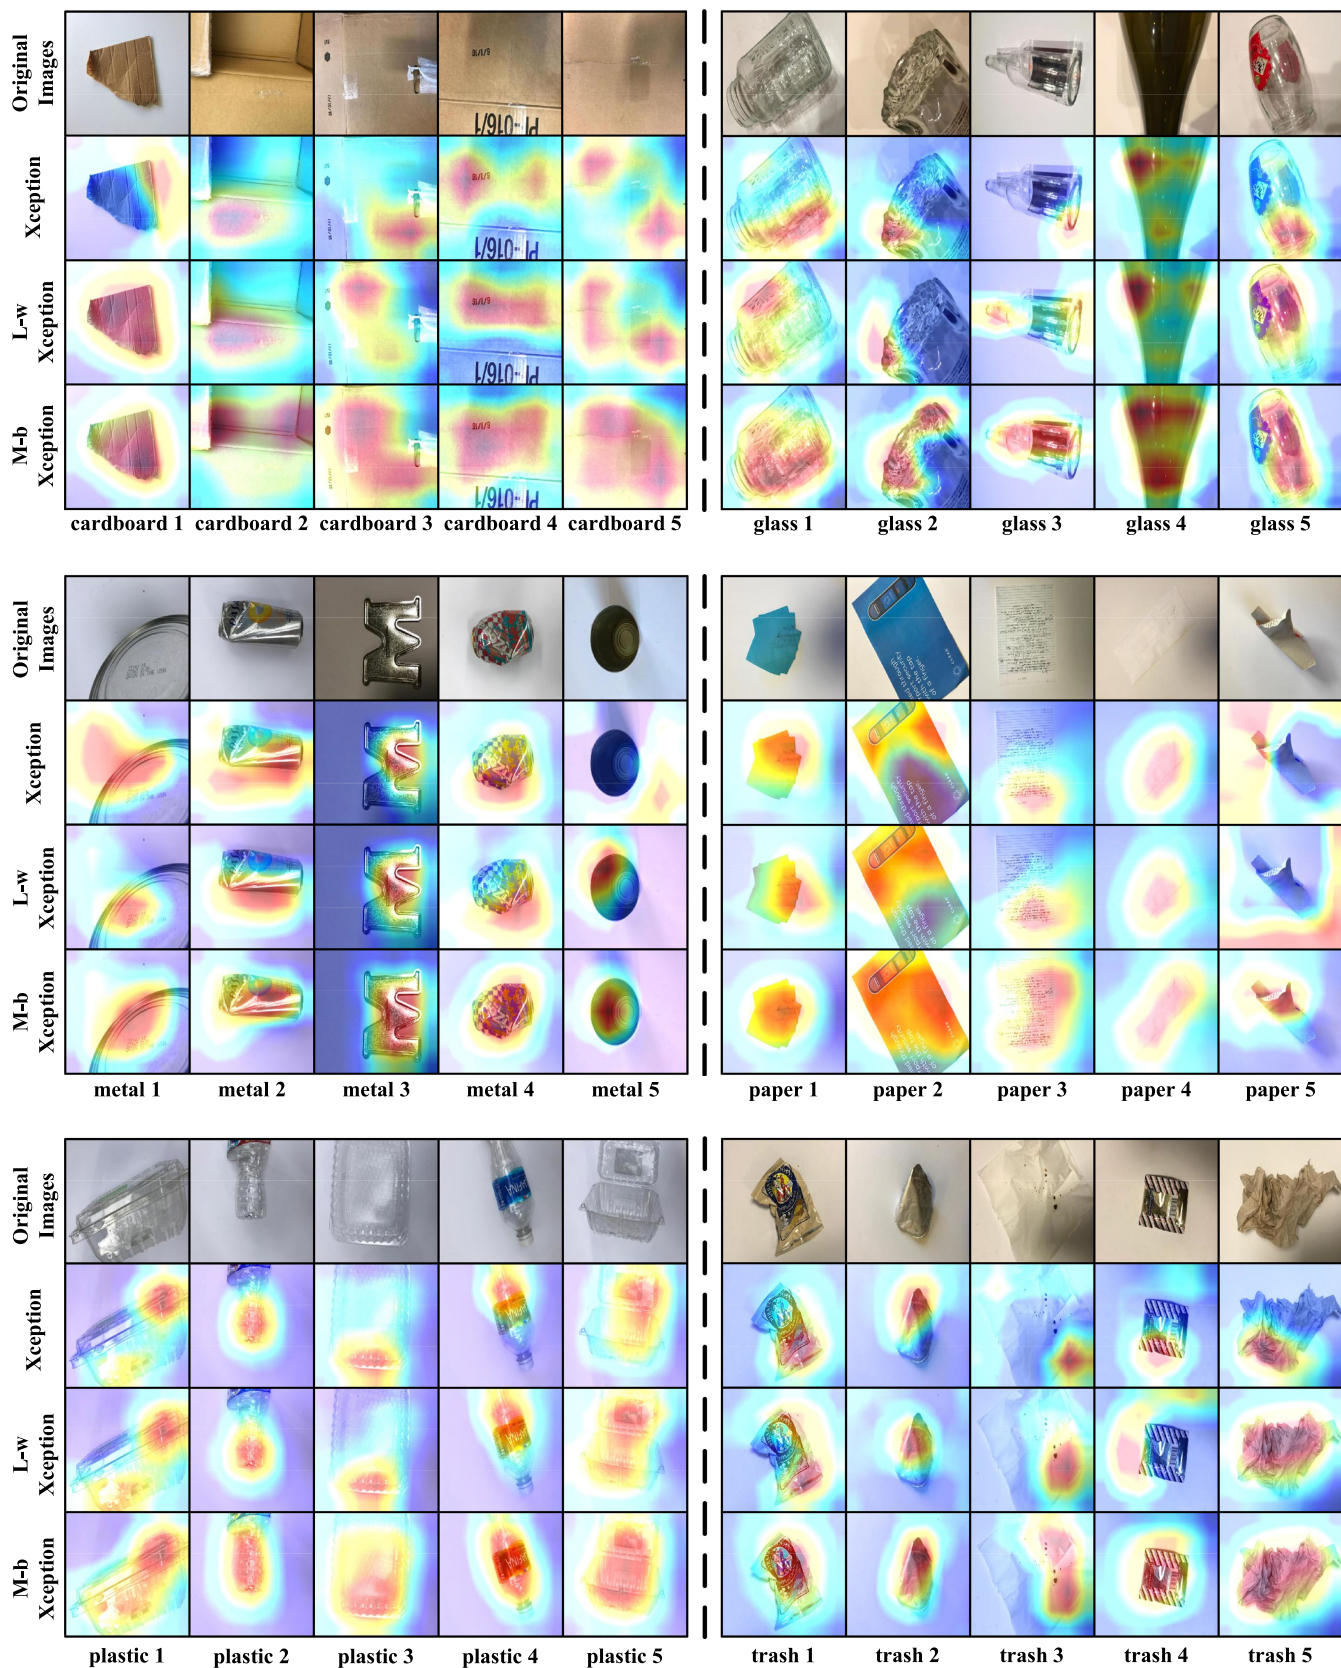 Original Images
Xception
L-w Xception
M-b Xception
cardboard 1 cardboard 2 cardboard 3 cardboard 4 cardboard 5
glass 1 glass 2 glass 3 glass 4 glass 5
Original Images
Xception
L-w Xception
M-b Xception
metal 1 metal 2 metal 3 metal 4 metal 5
paper 1 paper 2 paper 3 paper 4 paper 5
Original Images
Xception
L-w Xception
M-b Xception
plastic 1 plastic 2 plastic 3 plastic 4 plastic 5
trash 1 trash 2 trash 3 trash 4 trash 5